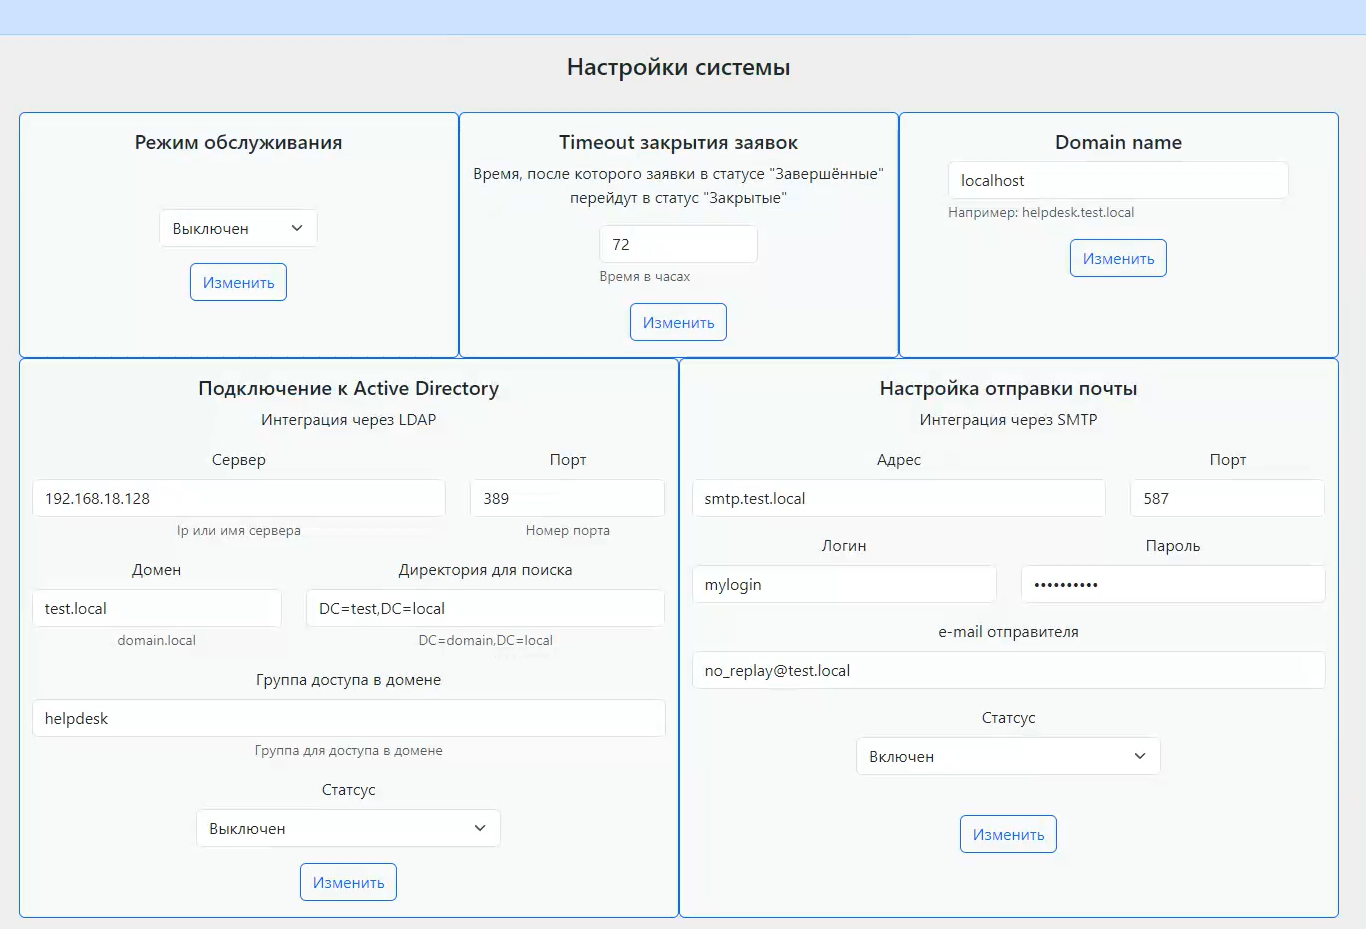 Настройки системы
Режим обслуживания
Выключен
Изменить
Timeout закрытия заявок
Время, после которого заявки в статусе "Завершённые"
перейдут в статус "Закрытые"
72
Время в часах
Изменить
Domain name
localhost
Например: helpdesk.test.local
Изменить
Подключение к Active Directory
Интеграция через LDAP
Сервер
Порт
192.168.18.128
389
Ip или имя сервера
Номер порта
Домен
Директория для поиска
test.local
DC=test,DC=local
domain.local
DC=domain,DC=local
Группа доступа в домене
helpdesk
Группа для доступа в домене
Статсус
Выключен
Изменить
Настройка отправки почты
Интеграция через SMTP
Адрес
Порт
smtp.test.local
587
Логин
Пароль
mylogin
••••••••••
e-mail отправителя
no_replay@test.local
Статсус
Включен
Изменить